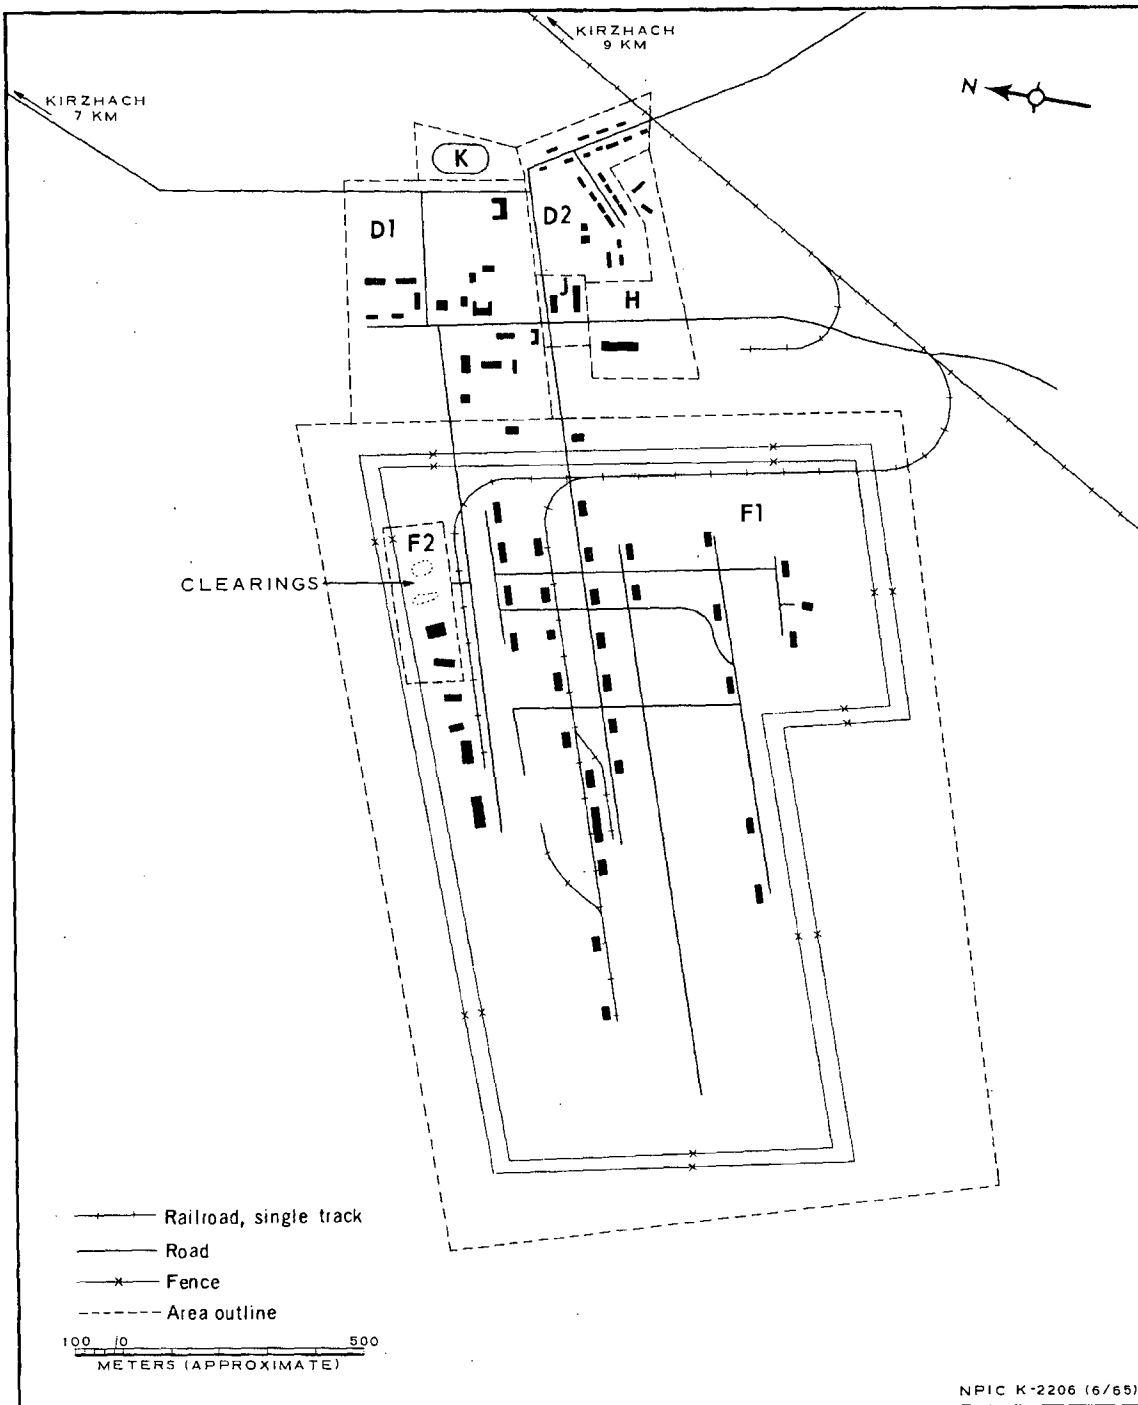 KIRZHACH
9 KM
KIRZHACH
7 KM
N
K
D1
D2
J
H
F1
F2
CLEARINGS
Railroad, single track
Road
Fence
Area outline
100 0 500
METERS (APPROXIMATE)
NPIC K-2206 (6/65)